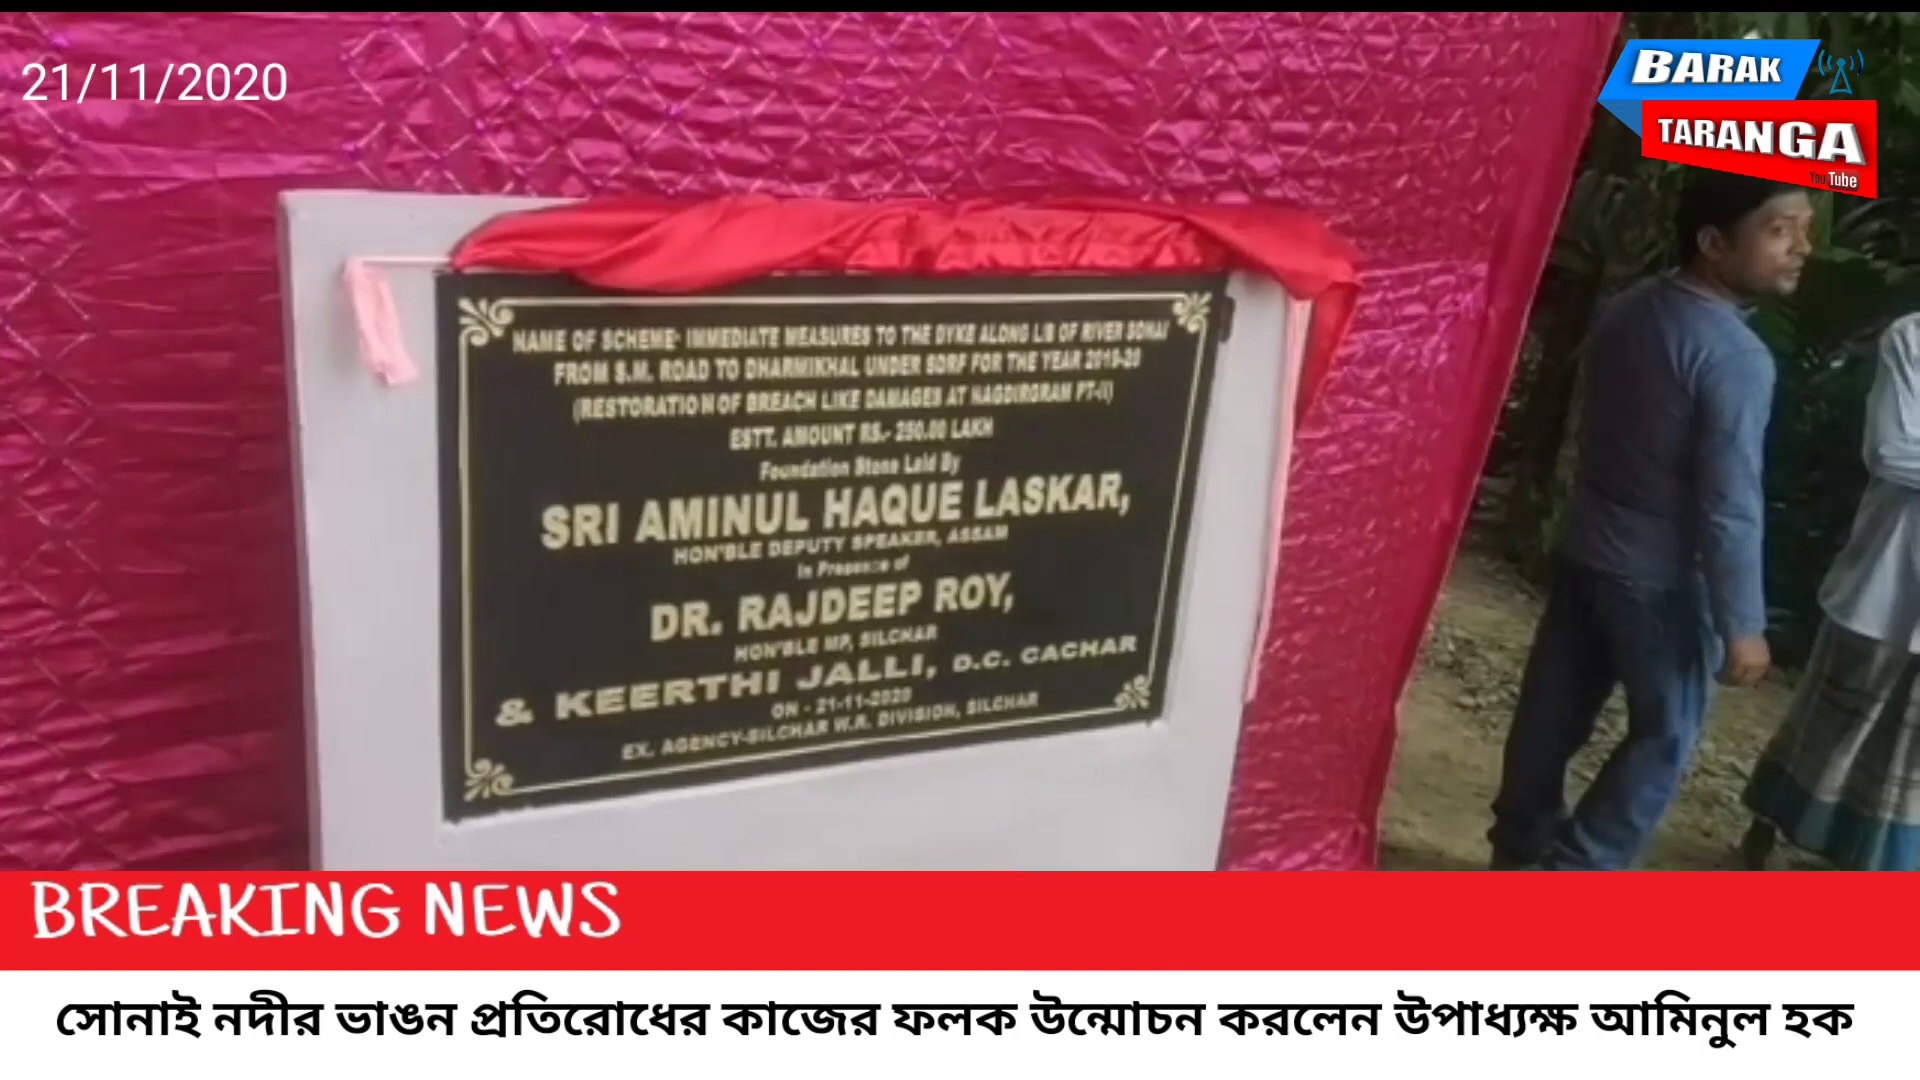 21/11/2020
BARAK
TARANGA
YouTube
NAME OF SCHEME- IMMEDIATE MEASURES TO THE DYKE ALONG L/B OF RIVER SONAI
FROM S.M. ROAD TO DHARMIKHAL UNDER SDRF FOR THE YEAR 2019-20
(RESTORATION OF BREACH LIKE DAMAGES AT NAGDIRGRAM PT-II)
ESTT. AMOUNT RS.- 250.00 LAKH
Foundation Stone Laid By
SRI AMINUL HAQUE LASKAR,
HON'BLE DEPUTY SPEAKER, ASSAM
In Presence of
DR. RAJDEEP ROY,
HON'BLE MP, SILCHAR
& KEERTHI JALLI, D.C. CACHAR
ON - 21-11-2020
EX. AGENCY-SILCHAR W.R. DIVISION, SILCHAR
BREAKING NEWS
সোনাই নদীর ভাঙন প্রতিরোধের কাজের ফলক উন্মোচন করলেন উপাধ্যক্ষ আমিনুল হক